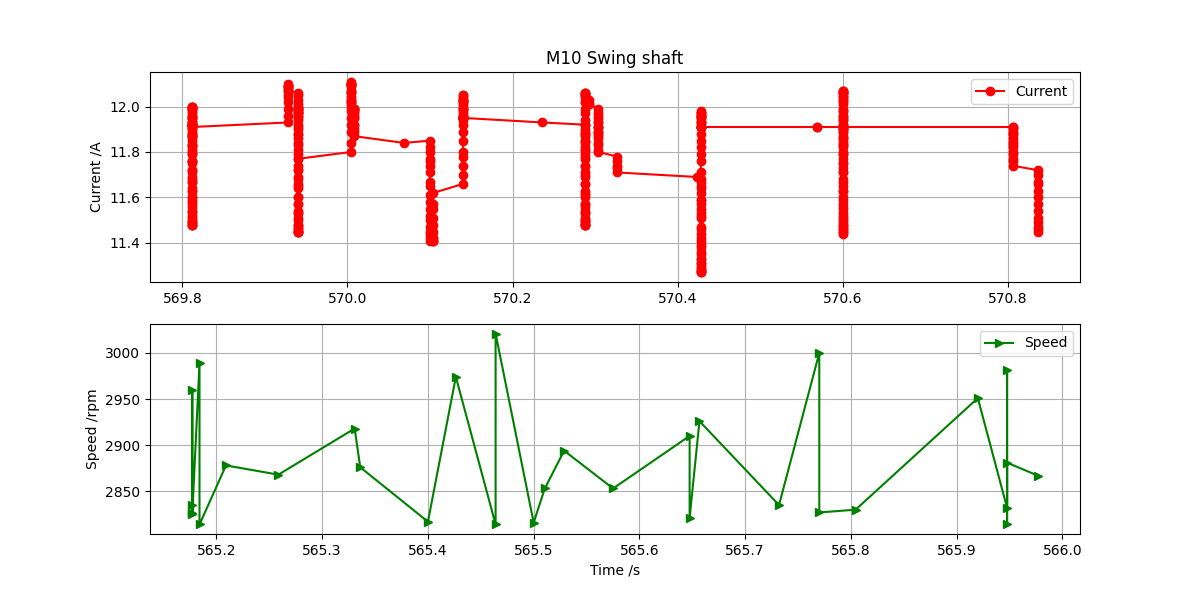 M10 Swing shaft
Current /A
12.0
11.8
11.6
11.4
Current
569.8 570.0 570.2 570.4 570.6 570.8
Speed /rpm
3000
2950
2900
2850
Speed
565.2 565.3 565.4 565.5 565.6 565.7 565.8 565.9 566.0
Time /s